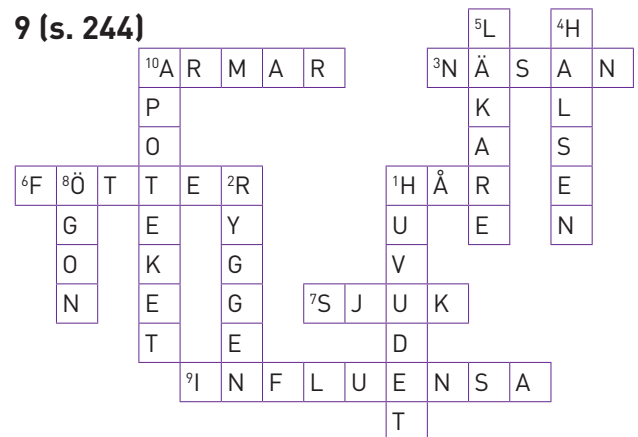 9 (s. 244)
5L 4H
10A R M A R 3N Ä S A N
P K L
O A S
6F 8Ö T T E 2R 1H Å R E
G E Y U E N
O K G V
N E G 7S J U K
T E D
9I N F L U E N S A
T